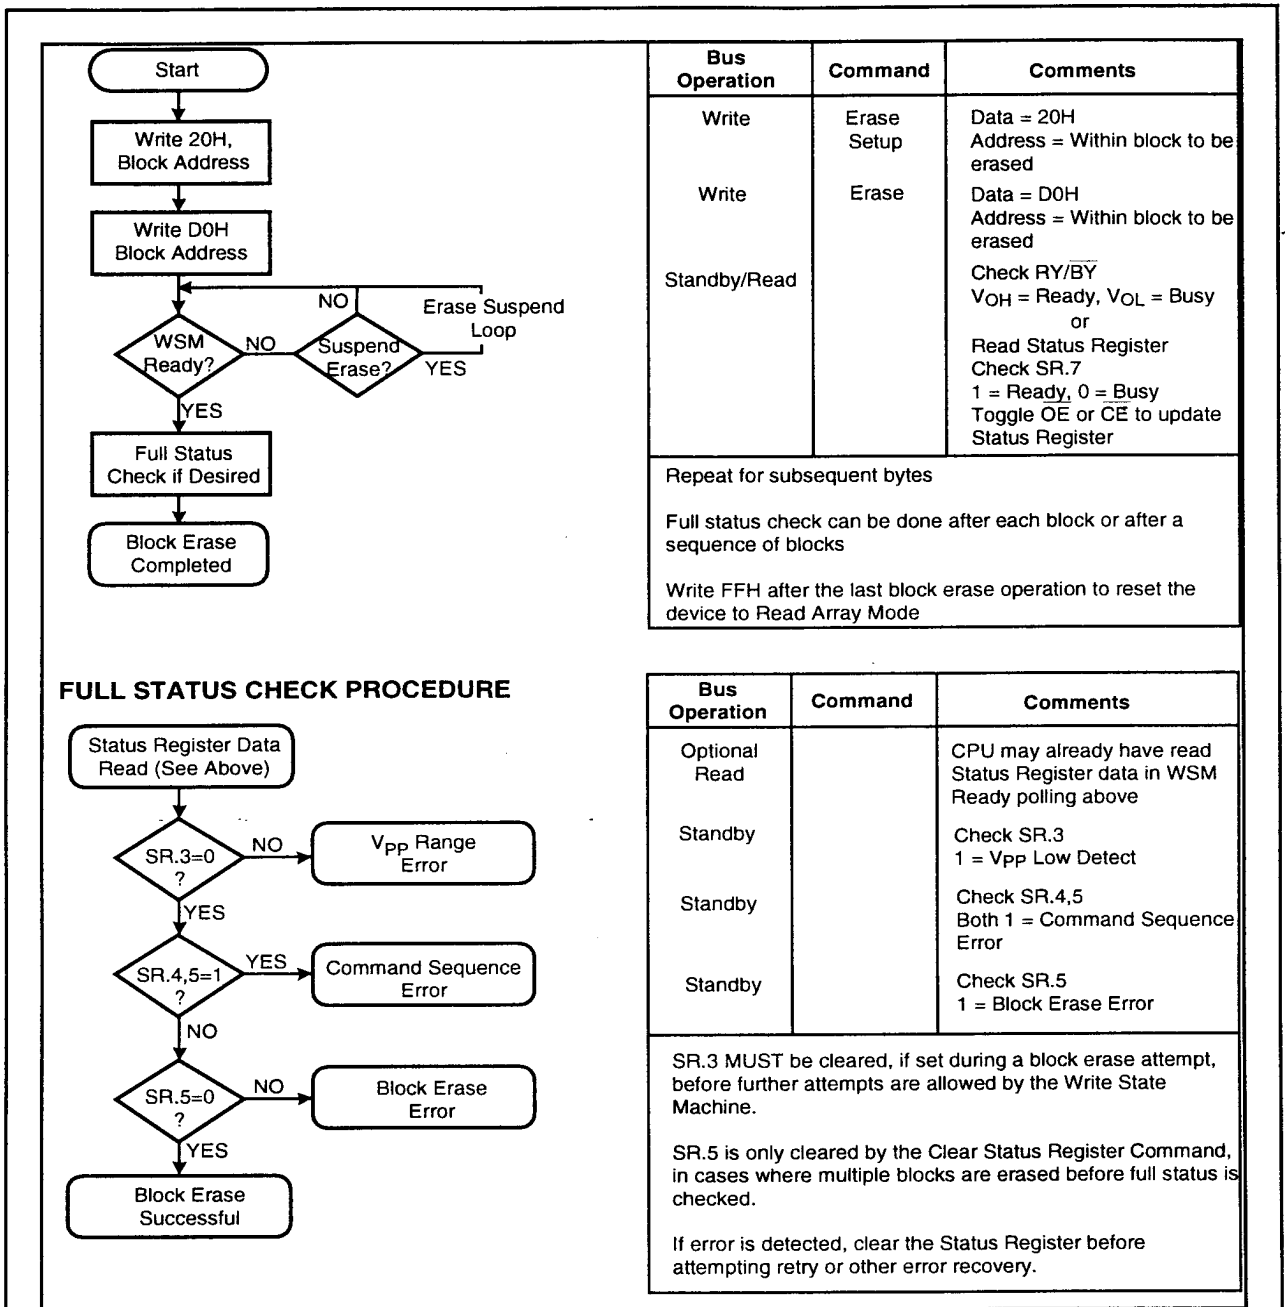 Start
Write 20H,
Block Address
Write D0H
Block Address
NO
Erase Suspend
Loop
WSM
Ready?
NO
Suspend
Erase?
YES
YES
Full Status
Check if Desired
Block Erase
Completed
Bus
Operation
Command
Comments
Write
Erase
Setup
Data = 20H
Address = Within block to be
erased
Write
Erase
Data = D0H
Address = Within block to be
erased
Standby/Read
Check RY/B̅Y̅
VOH = Ready, VOL = Busy
or
Read Status Register
Check SR.7
1 = Ready, 0 = Busy
Toggle O̅E̅ or C̅E̅ to update
Status Register
Repeat for subsequent bytes
Full status check can be done after each block or after a
sequence of blocks
Write FFH after the last block erase operation to reset the
device to Read Array Mode
FULL STATUS CHECK PROCEDURE
Status Register Data
Read (See Above)
SR.3=0
?
NO
VPP Range
Error
YES
SR.4,5=1
?
YES
Command Sequence
Error
NO
SR.5=0
?
NO
Block Erase
Error
YES
Block Erase
Successful
Bus
Operation
Command
Comments
Optional
Read
CPU may already have read
Status Register data in WSM
Ready polling above
Standby
Check SR.3
1 = VPP Low Detect
Standby
Check SR.4,5
Both 1 = Command Sequence
Error
Standby
Check SR.5
1 = Block Erase Error
SR.3 MUST be cleared, if set during a block erase attempt,
before further attempts are allowed by the Write State
Machine.
SR.5 is only cleared by the Clear Status Register Command,
in cases where multiple blocks are erased before full status is
checked.
If error is detected, clear the Status Register before
attempting retry or other error recovery.